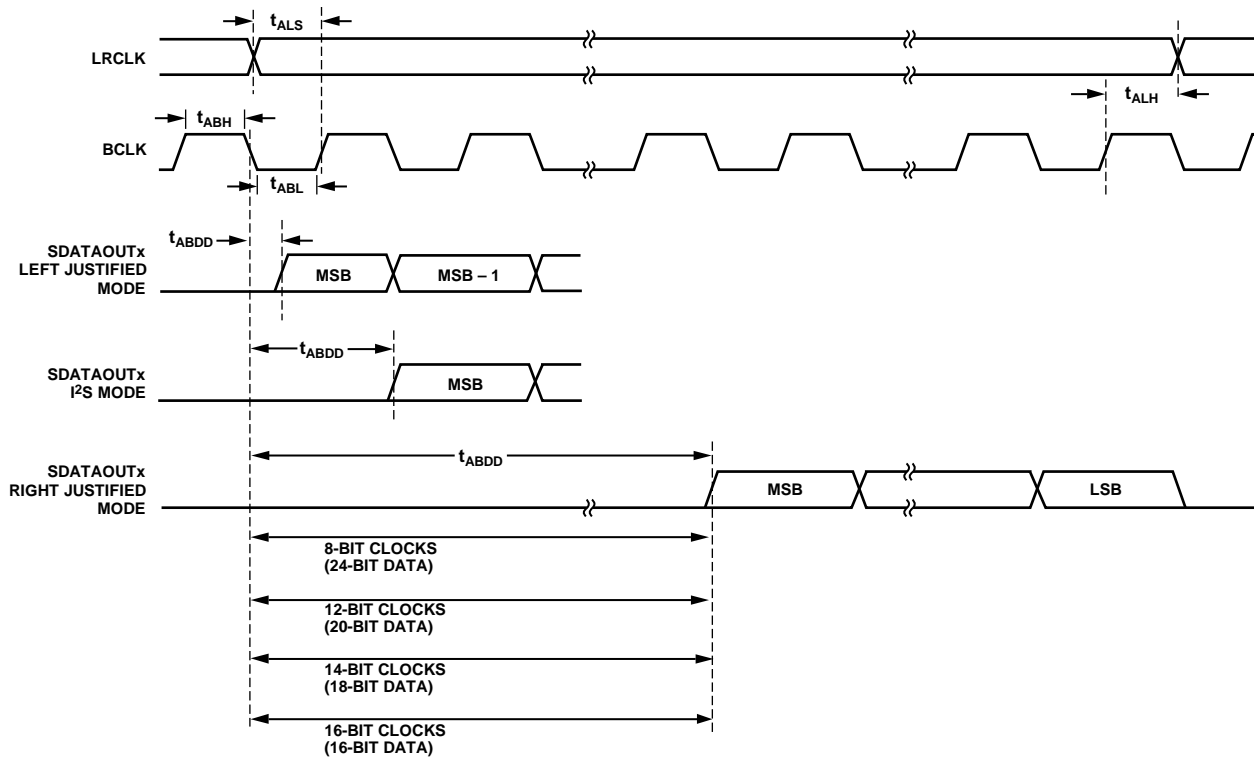 tALS
LRCLK
tALH
tABH
BCLK
tABL
tABDD
SDATAOUTx
LEFT JUSTIFIED
MODE
MSB
MSB – 1
tABDD
SDATAOUTx
I2S MODE
MSB
tABDD
SDATAOUTx
RIGHT JUSTIFIED
MODE
MSB
LSB
8-BIT CLOCKS
(24-BIT DATA)
12-BIT CLOCKS
(20-BIT DATA)
14-BIT CLOCKS
(18-BIT DATA)
16-BIT CLOCKS
(16-BIT DATA)